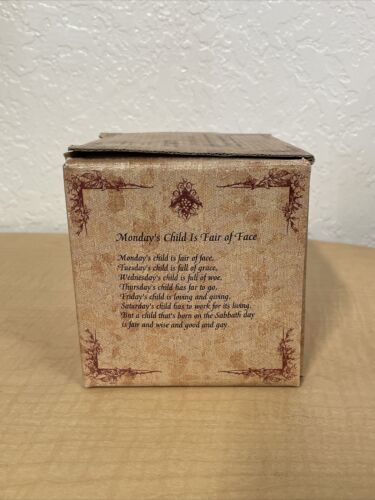 Monday's Child Is Fair of Face
Monday's child is fair of face,
Tuesday's child is full of grace,
Wednesday's child is full of woe,
Thursday's child has far to go,
Friday's child is loving and giving,
Saturday's child has to work for its living,
But a child that's born on the Sabbath day
is fair and wise and good and gay